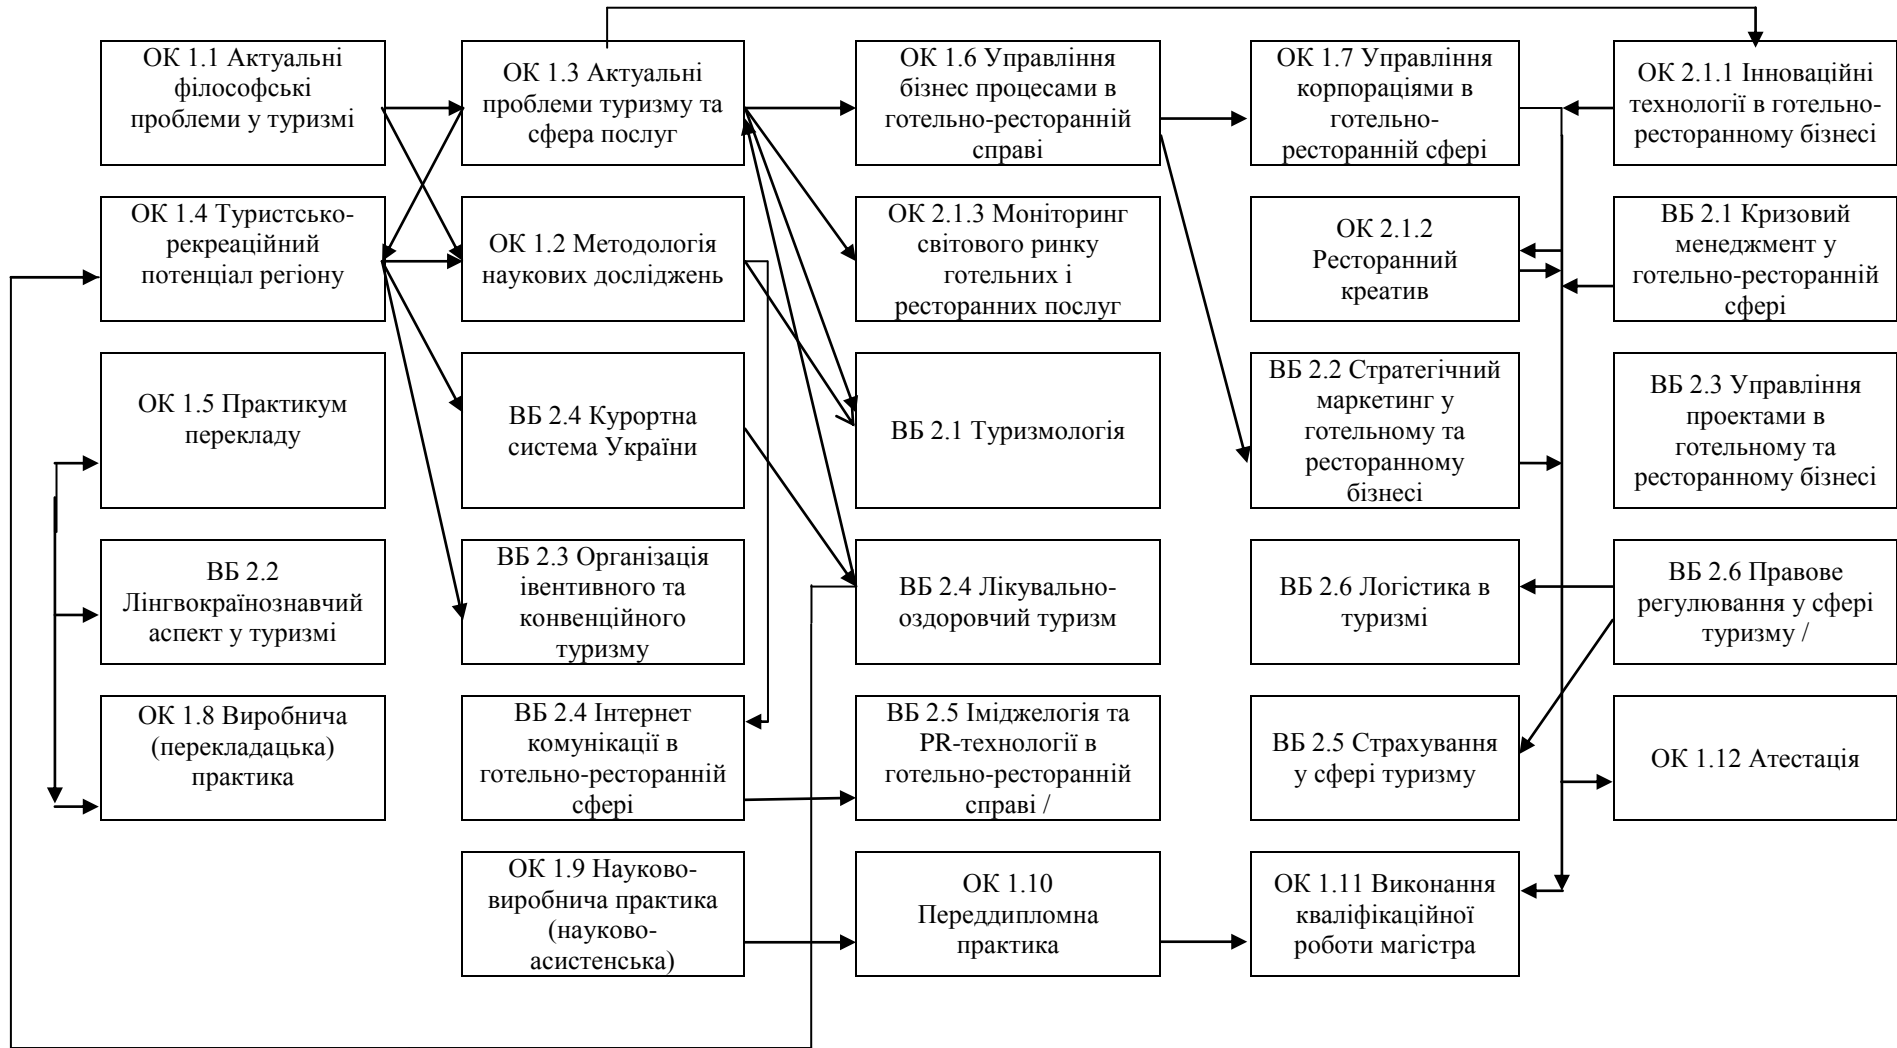 ОК 1.1 Актуальні
філософські
проблеми у туризмі
ОК 1.3 Актуальні
проблеми туризму та
сфера послуг
ОК 1.6 Управління
бізнес процесами в
готельно-ресторанній
справі
ОК 1.7 Управління
корпораціями в
готельно-
ресторанній сфері
ОК 2.1.1 Інноваційні
технології в готельно-
ресторанному бізнесі
ОК 1.4 Туристсько-
рекреаційний
потенціал регіону
ОК 1.2 Методологія
наукових досліджень
ОК 2.1.3 Моніторинг
світового ринку
готельних і
ресторанних послуг
ОК 2.1.2
Ресторанний
креатив
ВБ 2.1 Кризовий
менеджмент у
готельно-ресторанній
сфері
ОК 1.5 Практикум
перекладу
ВБ 2.4 Курортна
система України
ВБ 2.1 Туризмологія
ВБ 2.2 Стратегічний
маркетинг у
готельному та
ресторанному
бізнесі
ВБ 2.3 Управління
проектами в
готельному та
ресторанному бізнесі
ВБ 2.2
Лінгвокраїнознавчий
аспект у туризмі
ВБ 2.3 Організація
івентивного та
конвенційного
туризму
ВБ 2.4 Лікувально-
оздоровчий туризм
ВБ 2.6 Логістика в
туризмі
ВБ 2.6 Правове
регулювання у сфері
туризму /
ОК 1.8 Виробнича
(перекладацька)
практика
ВБ 2.4 Інтернет
комунікації в
готельно-ресторанній
сфері
ВБ 2.5 Іміджелогія та
PR-технології в
готельно-ресторанній
справі /
ВБ 2.5 Страхування
у сфері туризму
ОК 1.12 Атестація
ОК 1.9 Науково-
виробнича практика
(науково-
асистенська)
ОК 1.10
Переддипломна
практика
ОК 1.11 Виконання
кваліфікаційної
роботи магістра